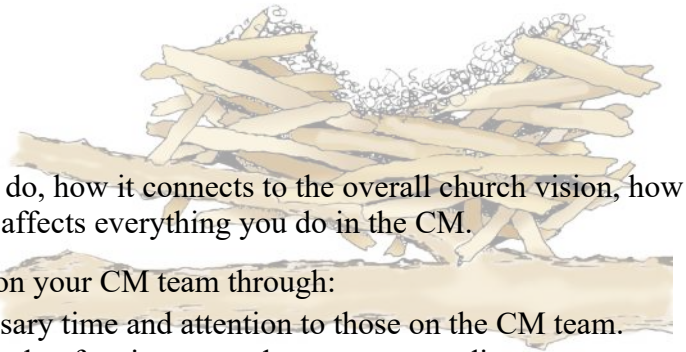 do, how it connects to the overall church vision, how
affects everything you do in the CM.
on your CM team through:
sary time and attention to those on the CM team.